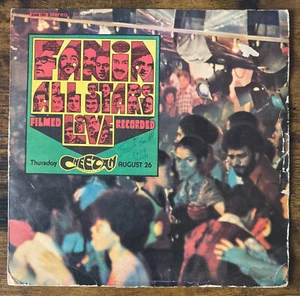 FANIA
ALL STARS
FILMED LIVE RECORDED
Thursday CHEETAH AUGUST 26